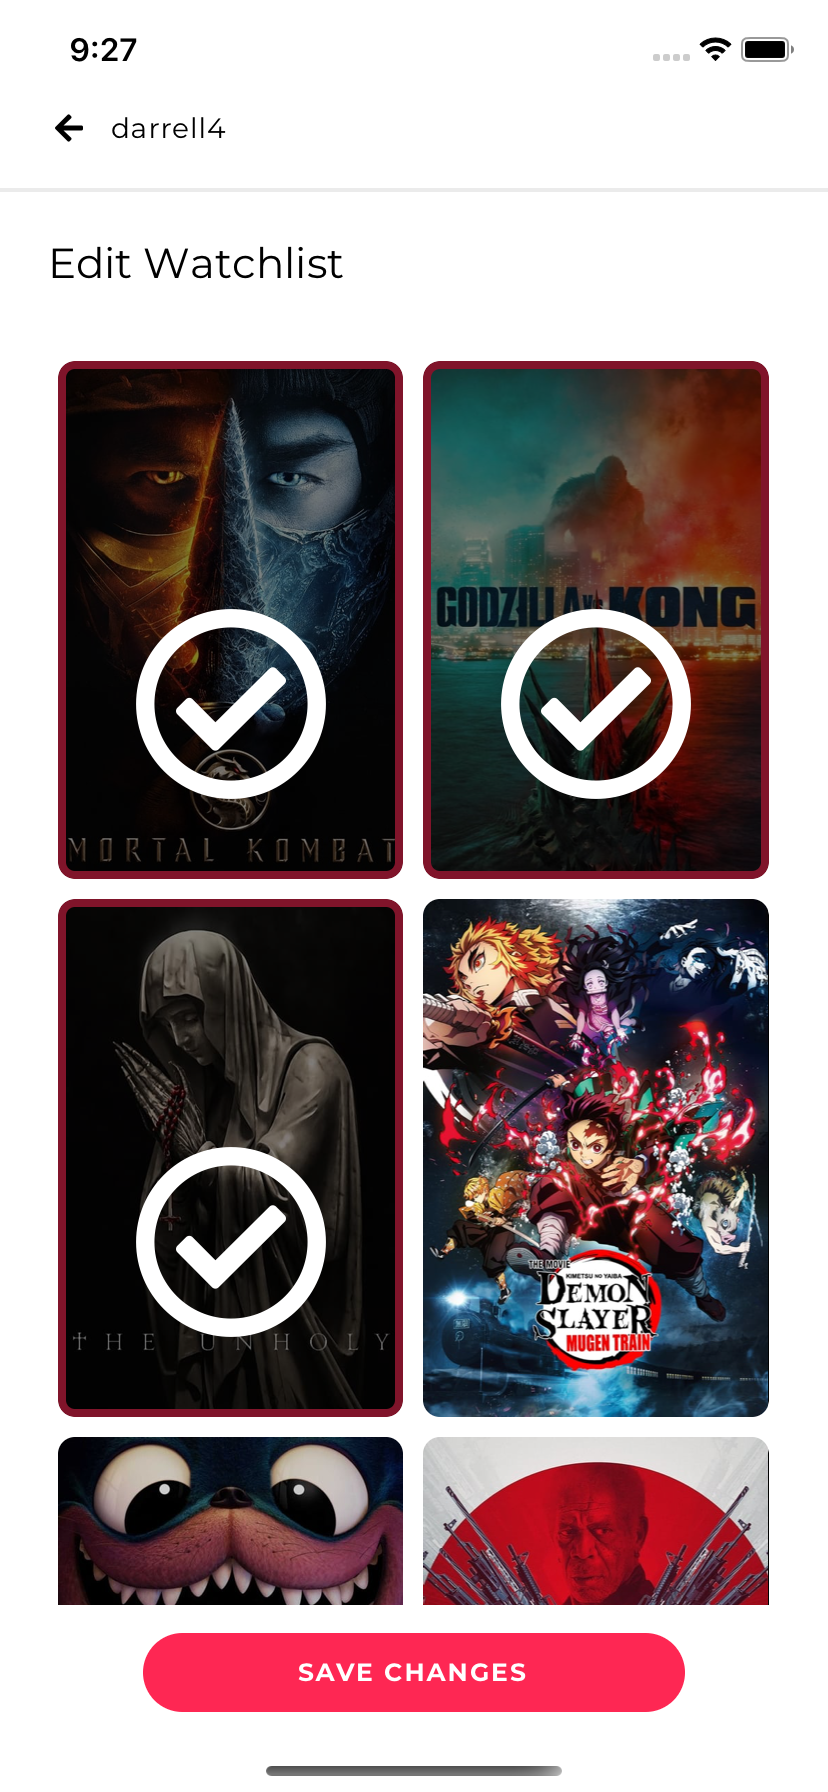 9:27
darrell4
Edit Watchlist
MORTAL KOMBAT
GODZILLA VS KONG
THE UNHOLY
THE MOVIE
KIMETSU NO YAIBA
DEMON
SLAYER
MUGEN TRAIN
SAVE CHANGES